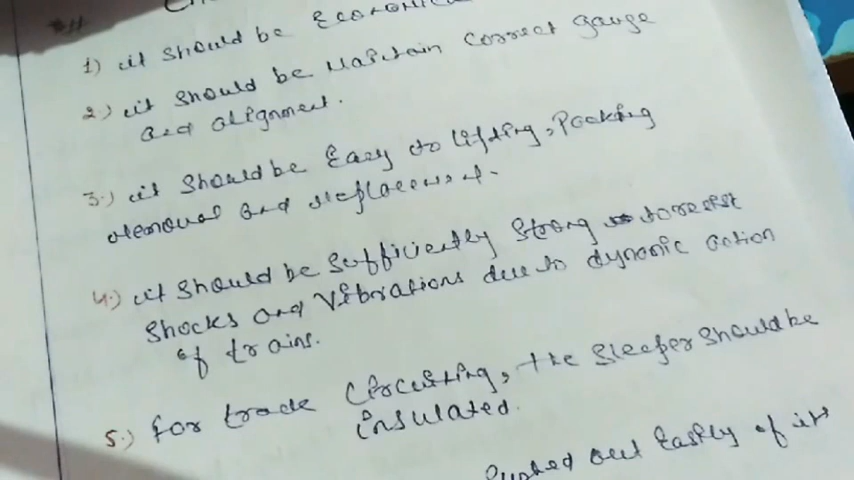 1) it should be Economic
2.) it should be Maintain correct gauge
and alignment.
3.) it should be Easy to lifting, Packing
removal and replacement.
4.) it should be sufficiently strong to resist
shocks and vibrations due to dynamic action
of trains.
5.) for track circuiting, the sleeper should be
insulated.
Pushed out Easily of its